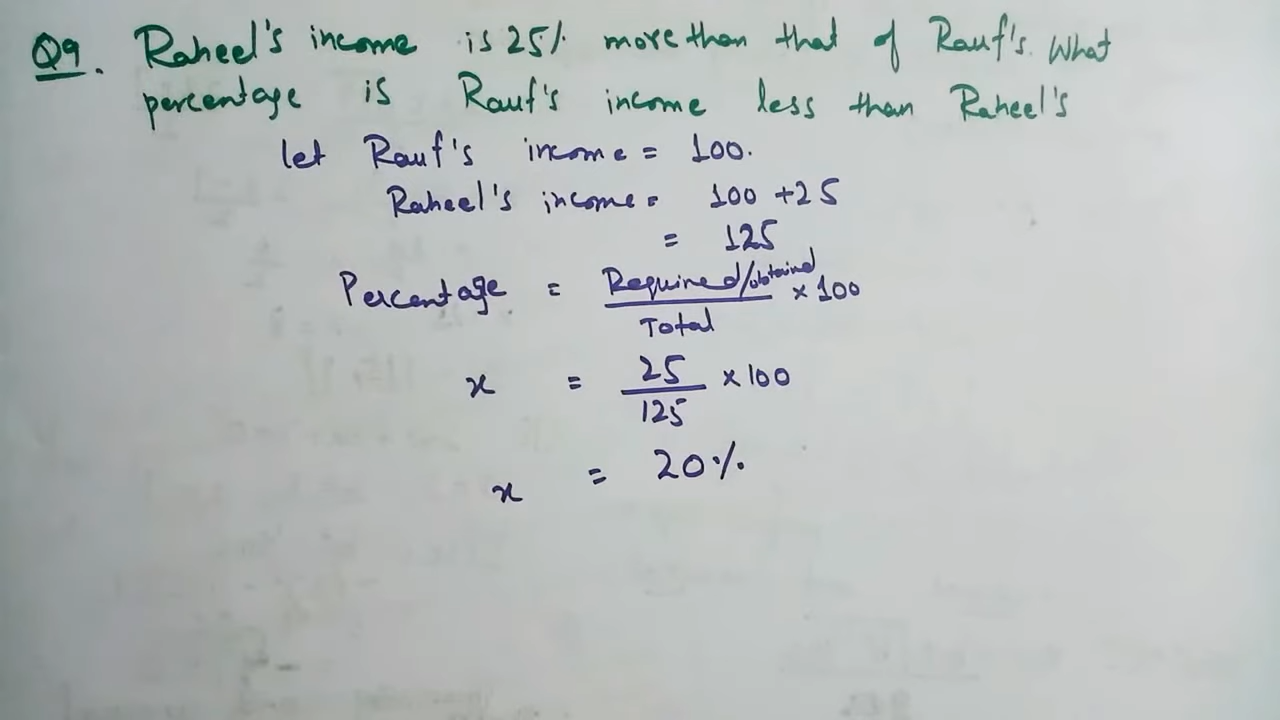 Q9. Raheel's income is 25% more than that of Rauf's. What
percentage is Rauf's income less than Raheel's
let Rauf's income = 100.
Raheel's income = 100 + 25
= 125
Percentage = Required/obtained / Total × 100
x = 25/125 × 100
x = 20%